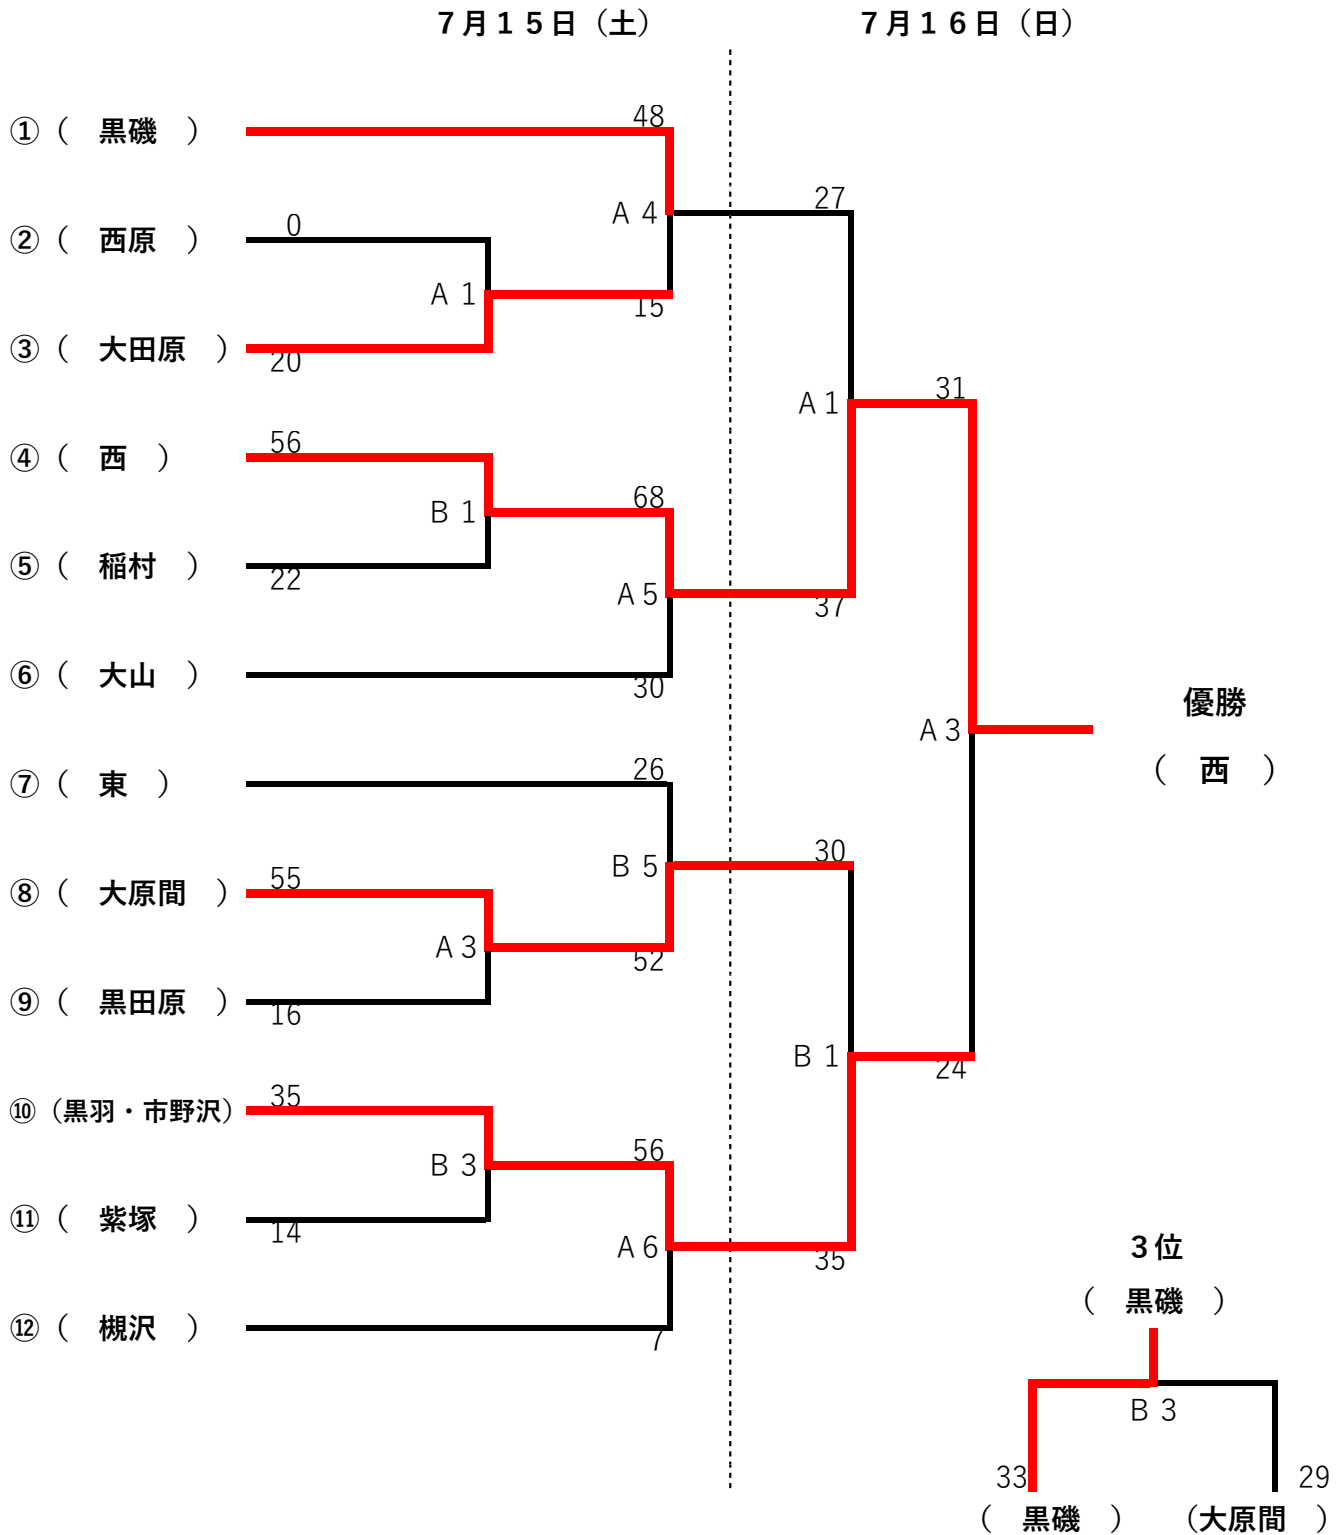 ７月１５日（土）
７月１６日（日）
48
①（　黒磯　）
27
A 4
0
②（　西原　）
A 1
15
③（　大田原　）
20
31
A 1
56
④（　西　）
68
B 1
⑤（　稲村　）
22
A 5
37
⑥（　大山　）
30
優勝
A 3
（　西　）
26
⑦（　東　）
30
B 5
55
⑧（　大原間　）
A 3
52
⑨（　黒田原　）
16
B 1
24
35
⑩（黒羽・市野沢）
56
B 3
⑪（　紫塚　）
14
A 6
35
３位
（　黒磯　）
⑫（　槻沢　）
7
B 3
33
29
（　黒磯　）
（大原間　）